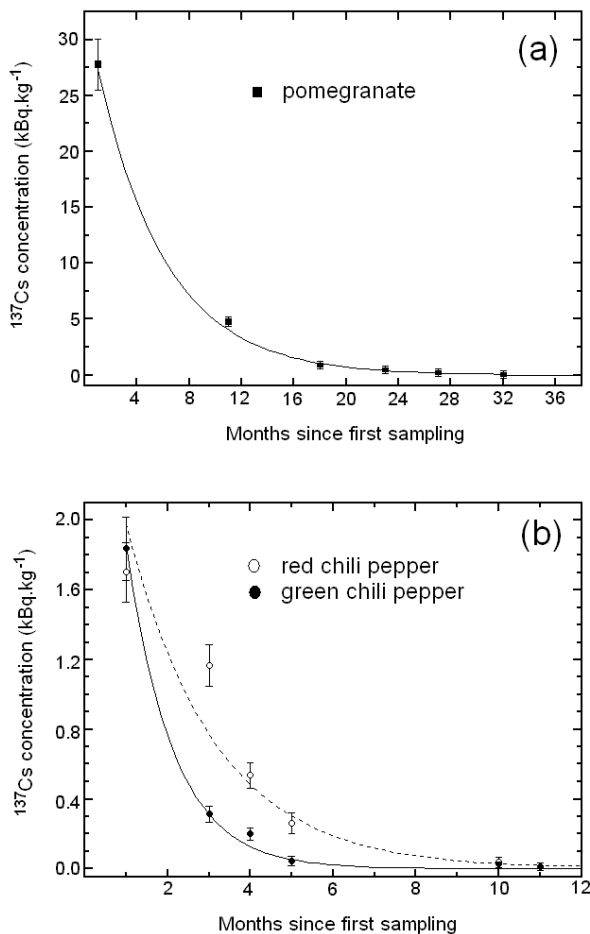 (a)
pomegranate
30
25
20
15
10
5
0
4 8 12 16 20 24 28 32 36
¹³⁷Cs concentration (kBq.kg⁻¹)
Months since first sampling
(b)
red chili pepper
green chili pepper
2.0
1.6
1.2
0.8
0.4
0.0
2 4 6 8 10 12
¹³⁷Cs concentration (kBq.kg⁻¹)
Months since first sampling